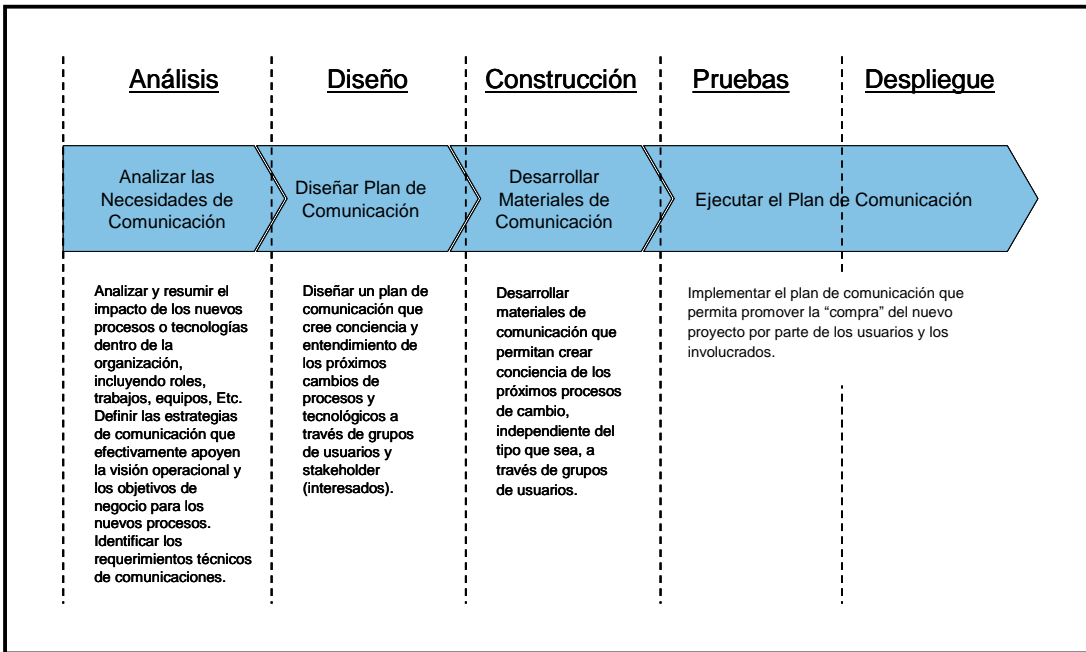 Análisis
Diseño
Construcción
Pruebas
Despliegue
Analizar las
Necesidades de
Comunicación
Diseñar Plan de
Comunicación
Desarrollar
Materiales de
Comunicación
Ejecutar el Plan de Comunicación
Analizar y resumir el
impacto de los nuevos
procesos o tecnologías
dentro de la
organización,
incluyendo roles,
trabajos, equipos, Etc.
Definir las estrategias
de comunicación que
efectivamente apoyen
la visión operacional y
los objetivos de
negocio para los
nuevos procesos.
Identificar los
requerimientos técnicos
de comunicaciones.
Diseñar un plan de
comunicación que
cree conciencia y
entendimiento de
los próximos
cambios de
procesos y
tecnológicos a
través de grupos
de usuarios y
stakeholder
(interesados).
Desarrollar
materiales de
comunicación que
permitan crear
conciencia de los
próximos procesos
de cambio,
independiente del
tipo que sea, a
través de grupos
de usuarios.
Implementar el plan de comunicación que
permita promover la “compra” del nuevo
proyecto por parte de los usuarios y los
involucrados.